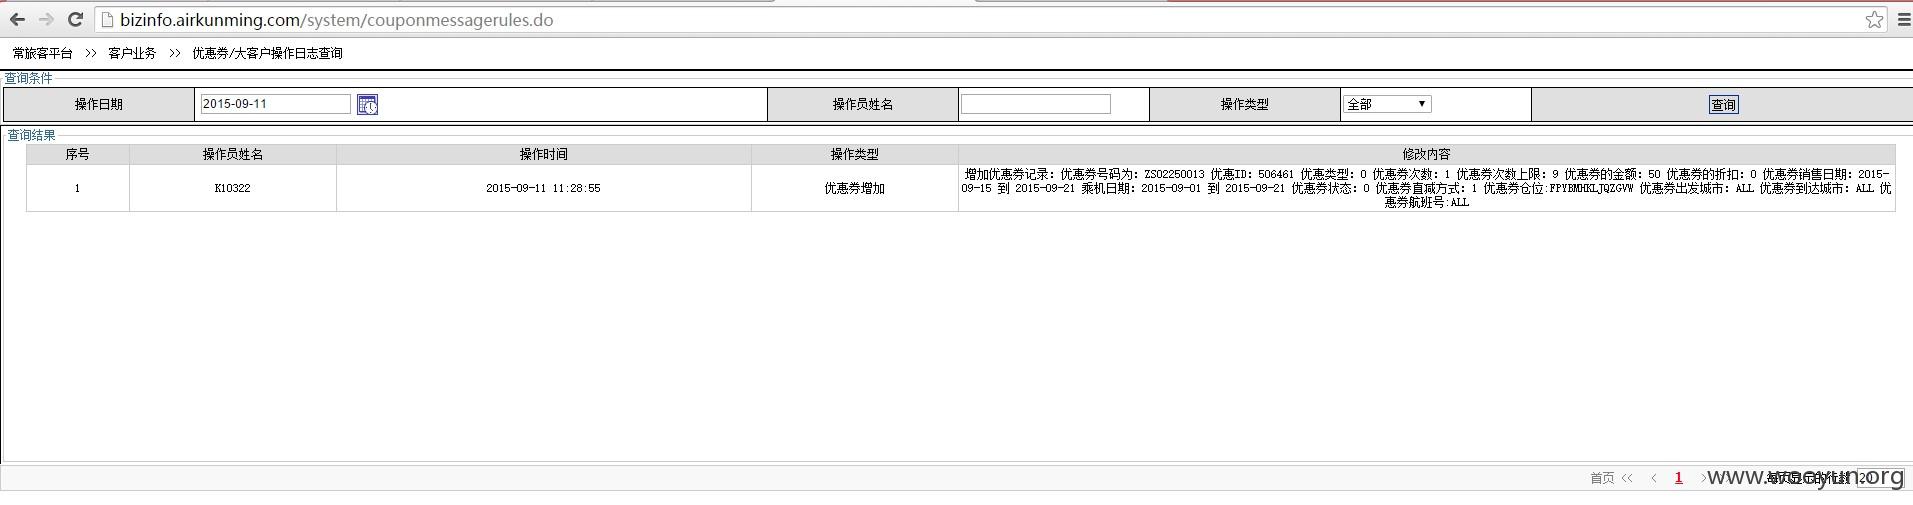 bizinfo.airkunming.com/system/couponmessagerules.do
常旅客平台 >> 客户业务 >> 优惠券/大客户操作日志查询
查询条件
操作日期 2015-09-11 操作员姓名 操作类型 全部 查询
查询结果
序号 操作员姓名 操作时间 操作类型 修改内容
1 K10322 2015-09-11 11:28:55 优惠券增加
增加优惠券记录: 优惠券号码为: ZS02250013 优惠ID: 506461 优惠类型: 0 优惠券次数: 1 优惠券次数上限: 9 优惠券的金额: 50 优惠券的折扣: 0 优惠券销售日期: 2015-
09-15 到 2015-09-21 乘机日期: 2015-09-01 到 2015-09-21 优惠券状态: 0 优惠券直减方式: 1 优惠券仓位:FPYBMHKLJQZGVW 优惠券出发城市: ALL 优惠券到达城市: ALL 优
惠券航班号:ALL
首页 << < 1 > 每页显示的行数 20
www.wooyun.org